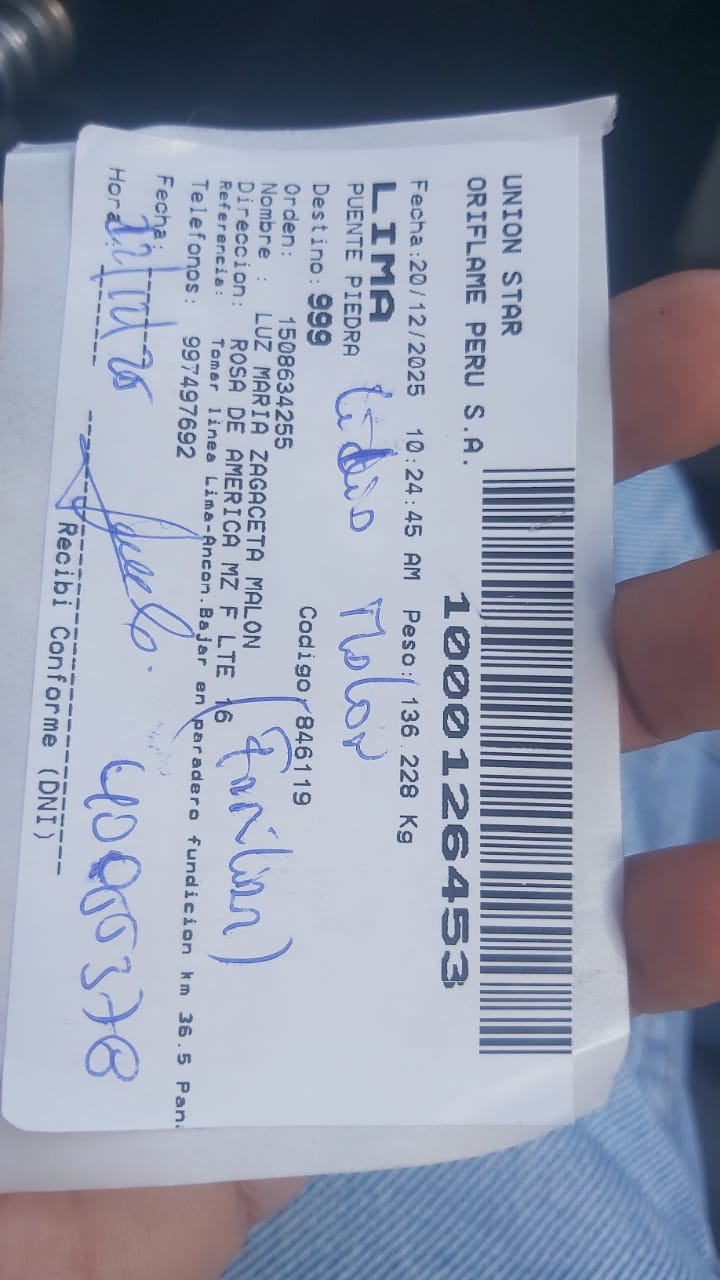 UNION STAR
ORIFLAME PERU S.A.
1000126453
Fecha:20/12/2025 10:24:45 AM Peso: 136.228 Kg
LIMA
PUENTE PIEDRA
Destino: 999
Orden: 1508634255 Codigo 846119
Nombre : LUZ MARIA ZAGACETA MALON
Direccion: ROSA DE AMERICA MZ F LTE 16
(Familiar)
Referencia: Tomar linea Lima-Ancon.Bajar en paradero fundicion km 36.5 Pan
Telefonos: 997497692
Fecha:
Hora:
Recibi Conforme (DNI)